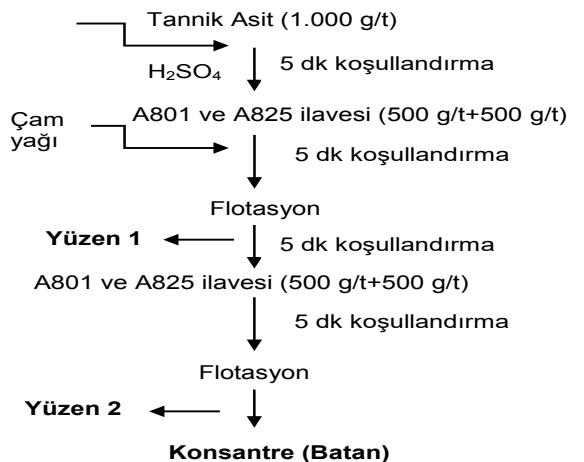 Tannik Asit (1.000 g/t)
H₂SO₄
5 dk koşullandırma
Çam
yağı
A801 ve A825 ilavesi (500 g/t+500 g/t)
5 dk koşullandırma
Flotasyon
Yüzen 1
5 dk koşullandırma
A801 ve A825 ilavesi (500 g/t+500 g/t)
5 dk koşullandırma
Flotasyon
Yüzen 2
Konsantre (Batan)